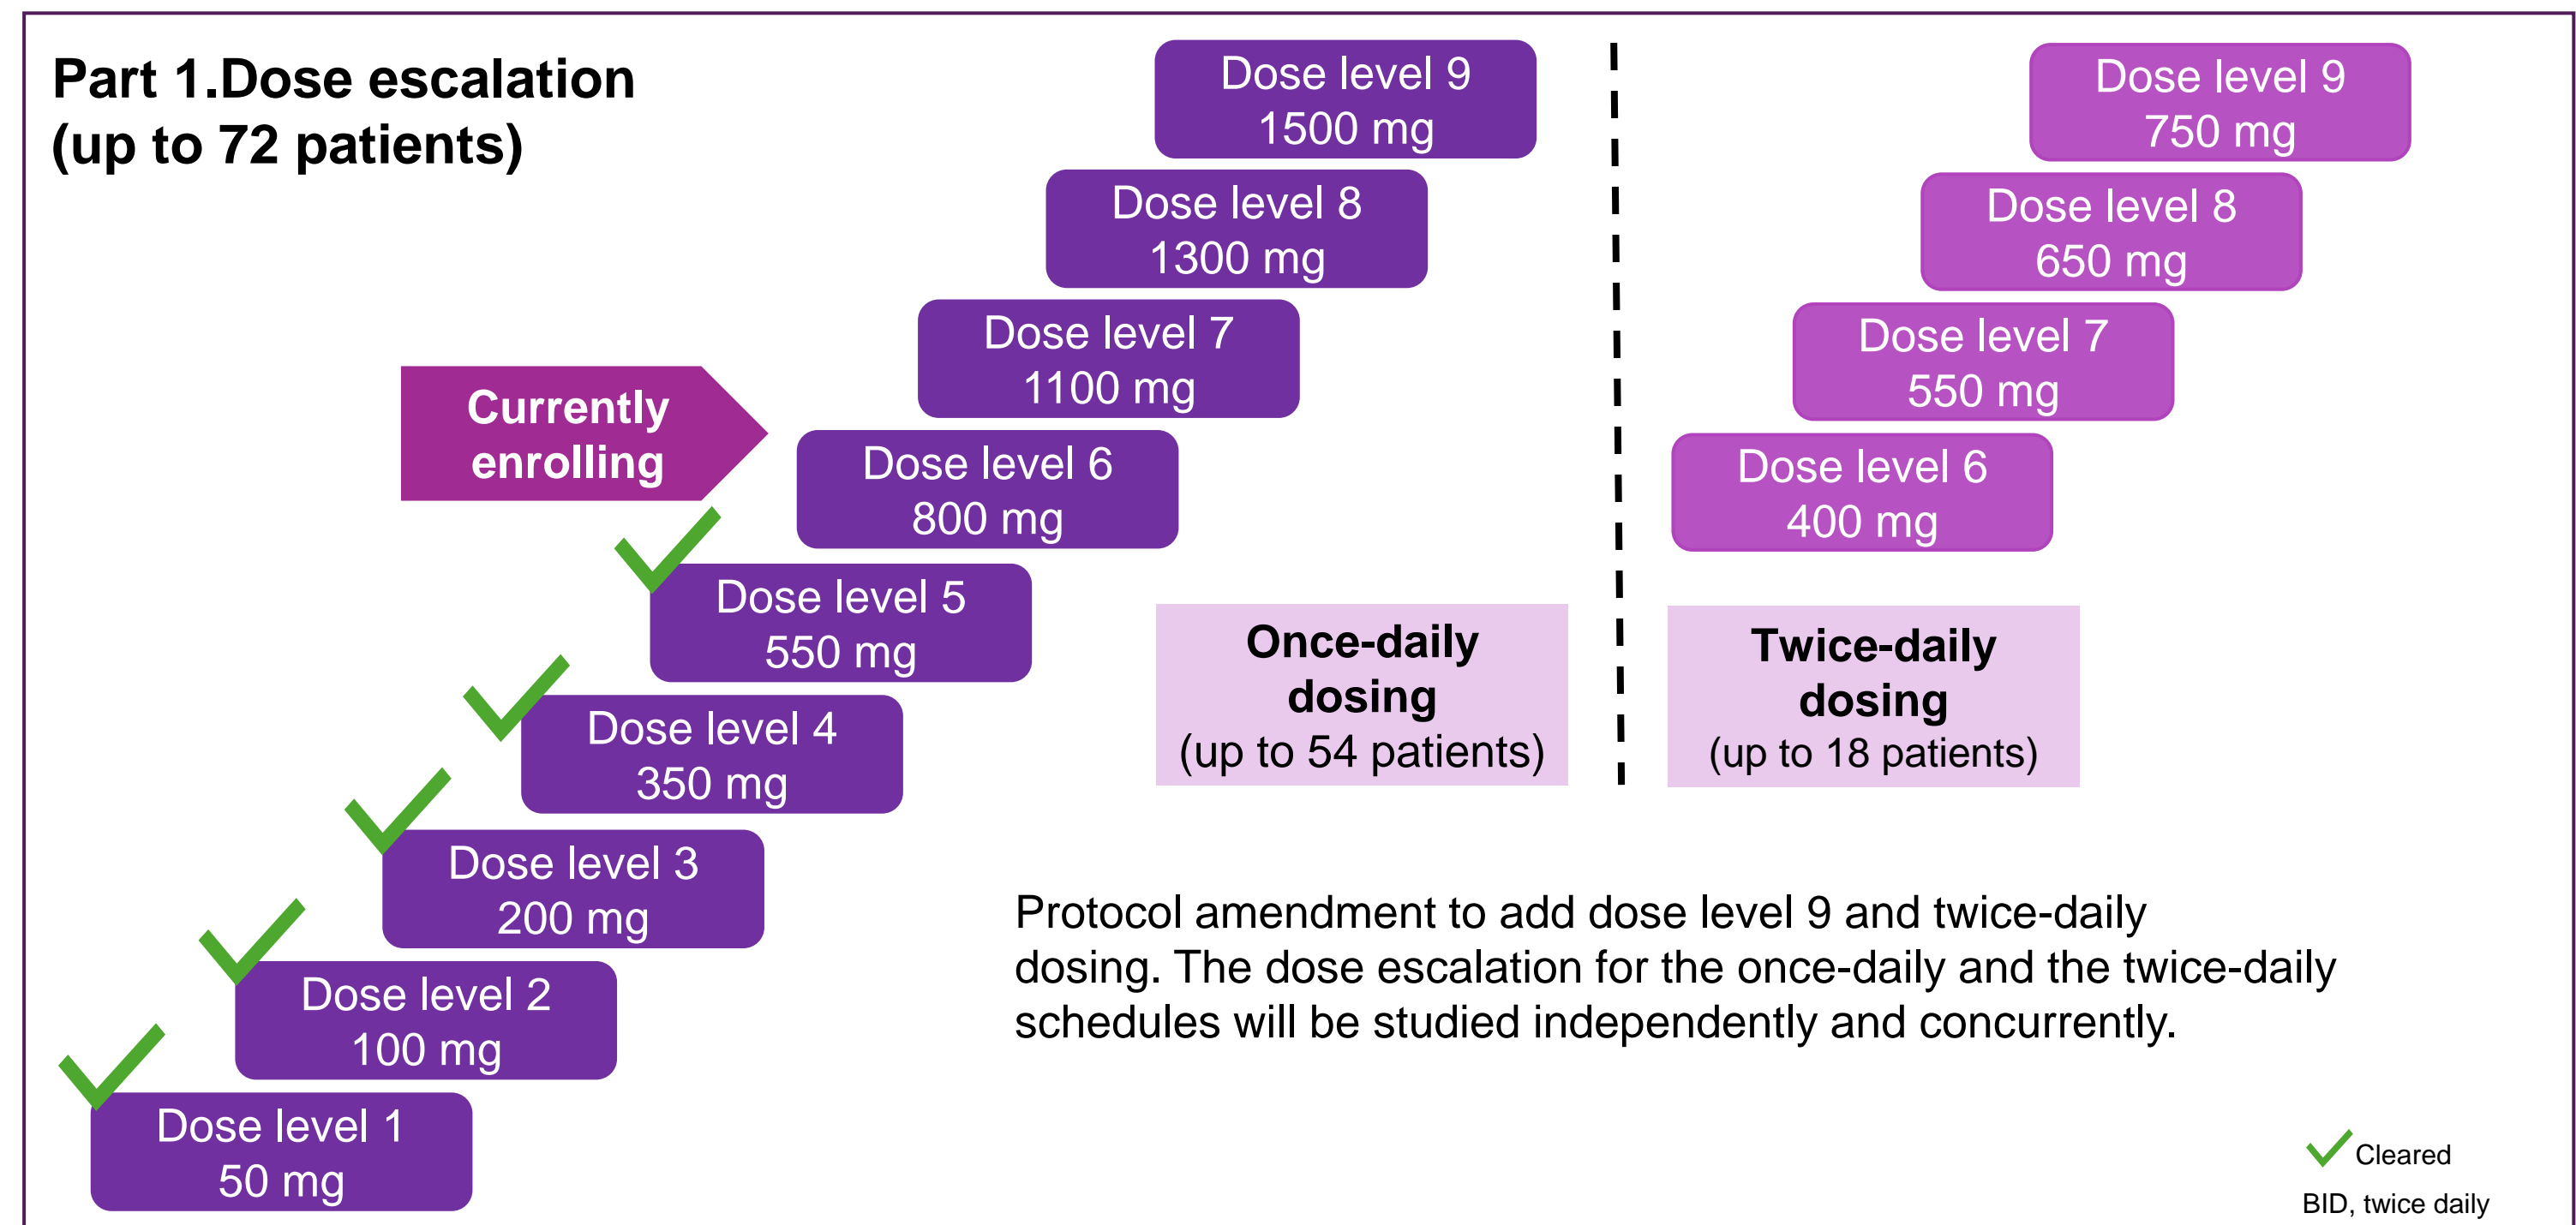 Part 1.Dose escalation
(up to 72 patients)
Dose level 9
1500 mg
Dose level 8
1300 mg
Dose level 7
1100 mg
Currently
enrolling
Dose level 6
800 mg
Dose level 5
550 mg
Dose level 4
350 mg
Dose level 3
200 mg
Dose level 2
100 mg
Dose level 1
50 mg
Once-daily
dosing
(up to 54 patients)
Dose level 9
750 mg
Dose level 8
650 mg
Dose level 7
550 mg
Dose level 6
400 mg
Twice-daily
dosing
(up to 18 patients)
Protocol amendment to add dose level 9 and twice-daily
dosing. The dose escalation for the once-daily and the twice-daily
schedules will be studied independently and concurrently.
Cleared
BID, twice daily